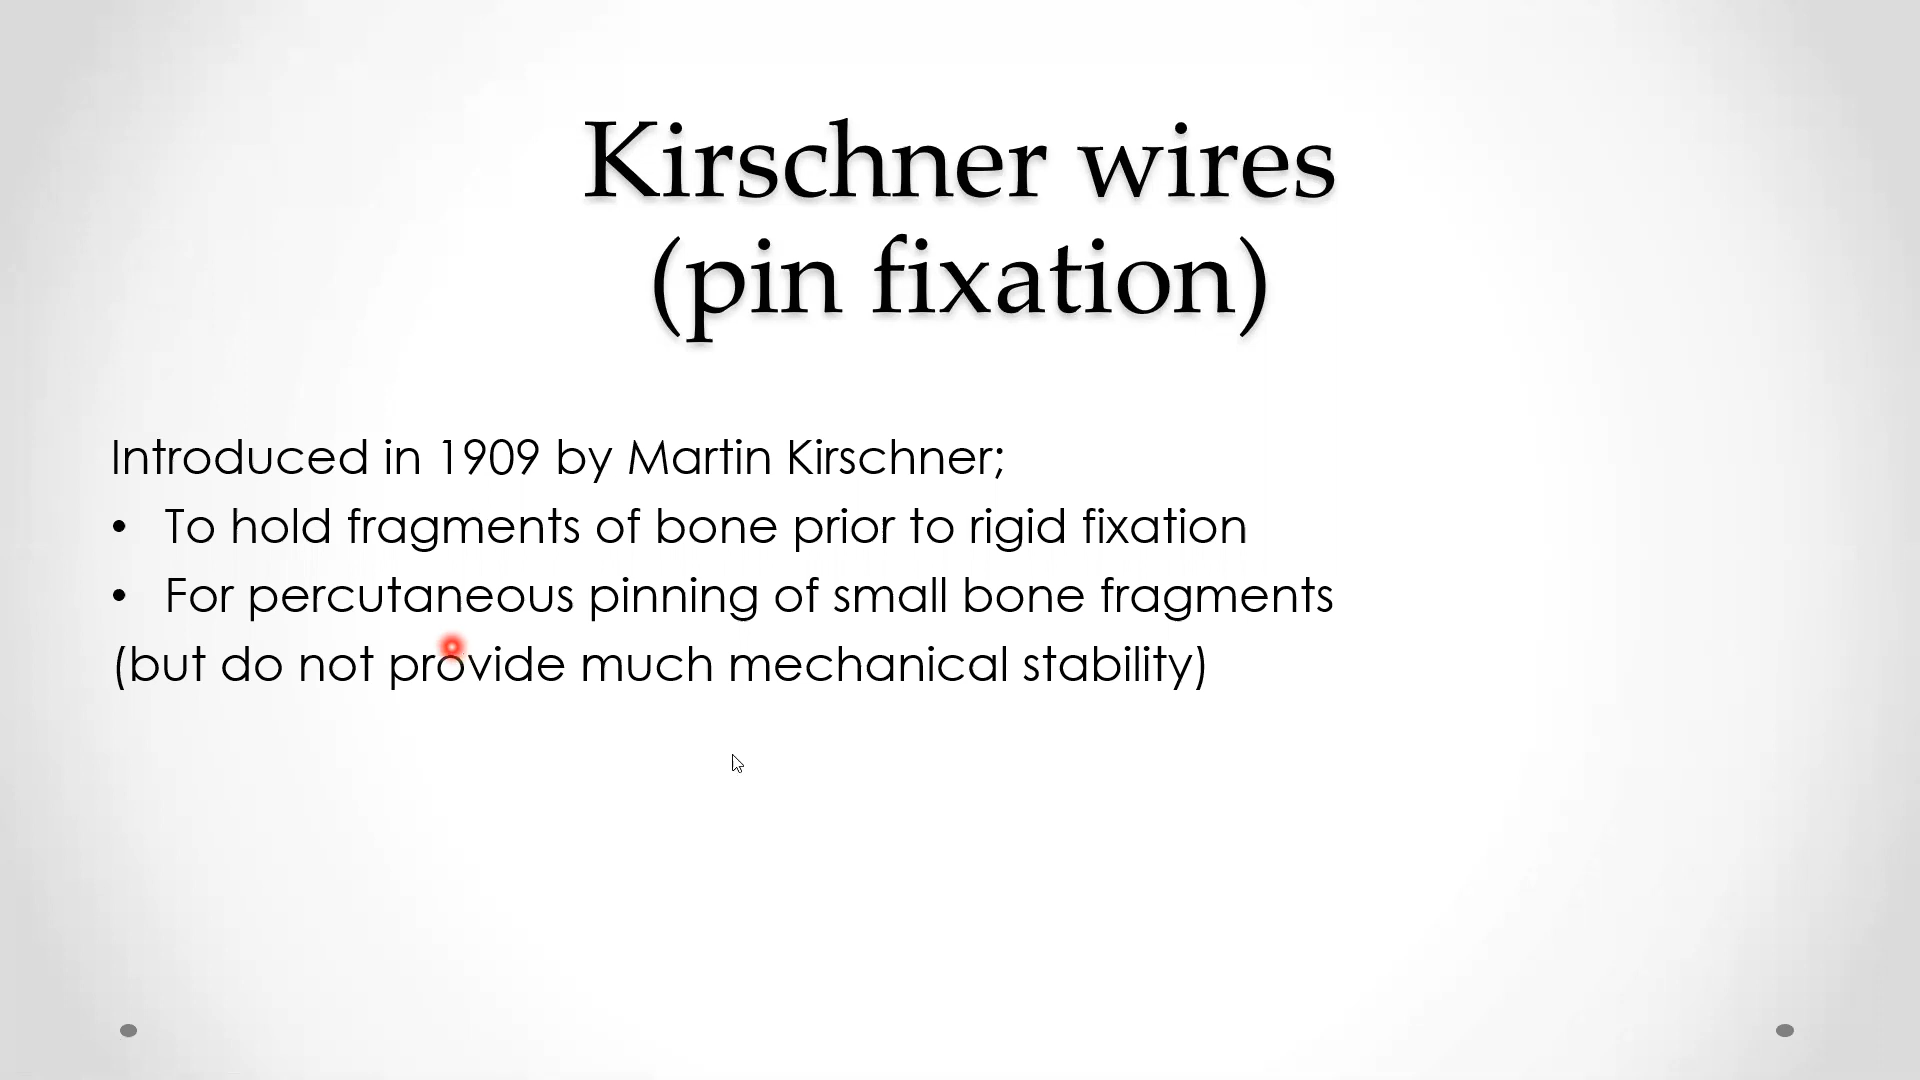 Kirschner wires
(pin fixation)
Introduced in 1909 by Martin Kirschner;
• To hold fragments of bone prior to rigid fixation
• For percutaneous pinning of small bone fragments
(but do not provide much mechanical stability)